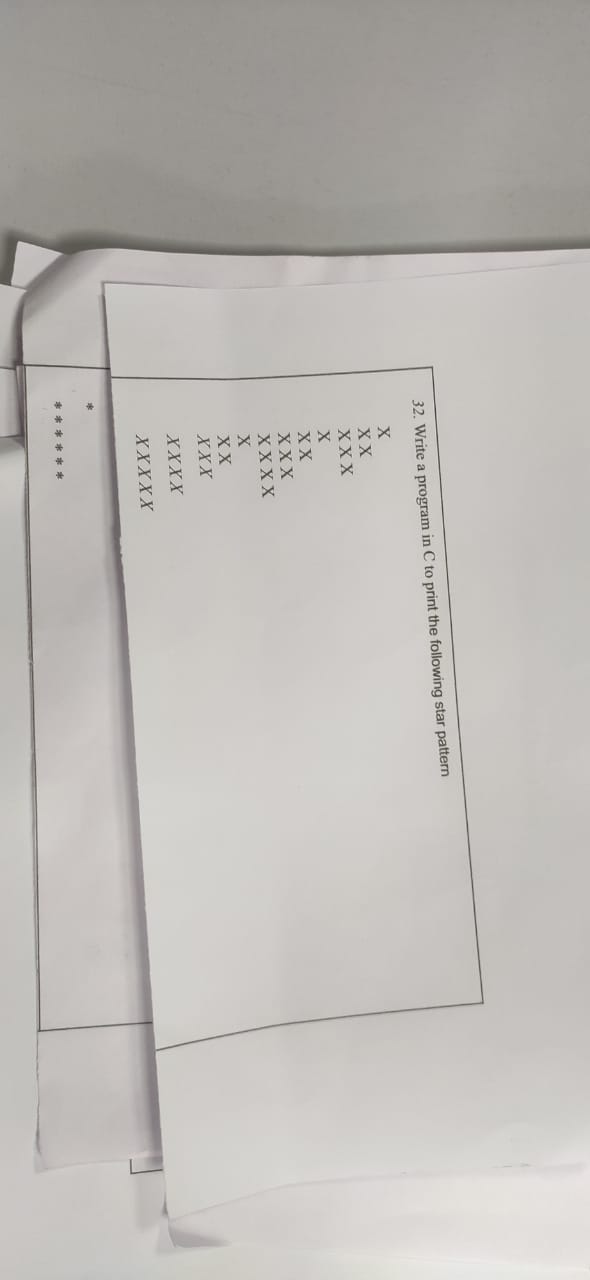 32. Write a program in C to print the following star pattern
X
X X
X X X
X
X X
X X X
X X X X
X
X X
X X X
X X X X
X X X X X
*
* * * * * *